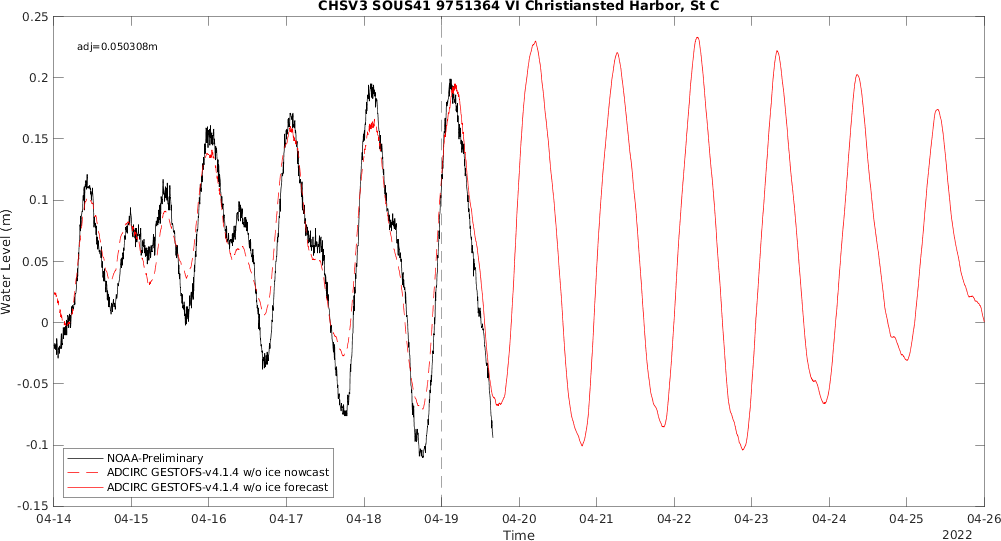 CHSV3 SOUS41 9751364 VI Christiansted Harbor, St C
adj=0.050308m
0.25
0.2
0.15
0.1
0.05
0
-0.05
-0.1
-0.15
Water Level (m)
NOAA-Preliminary
ADCIRC GESTOFS-v4.1.4 w/o ice nowcast
ADCIRC GESTOFS-v4.1.4 w/o ice forecast
04-14 04-15 04-16 04-17 04-18 04-19 04-20 04-21 04-22 04-23 04-24 04-25 04-26
Time
2022